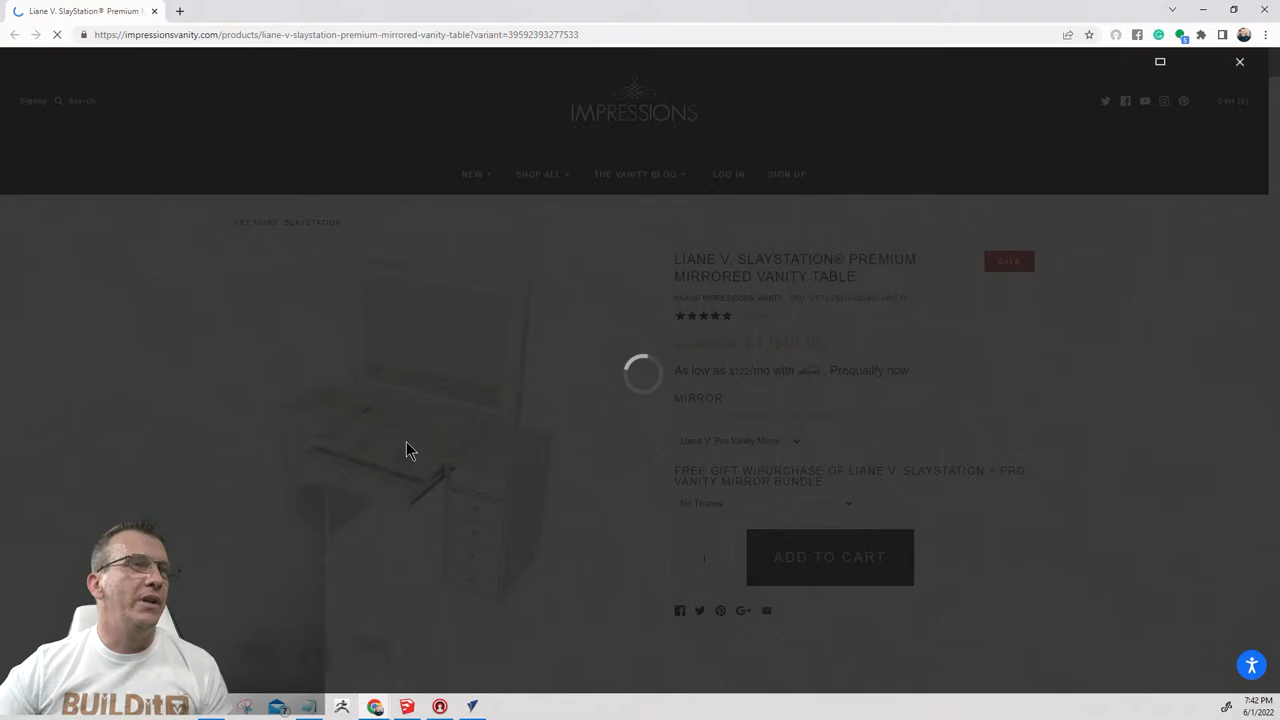 Liane V. SlayStation® Premium M
https://impressionsvanity.com/products/liane-v-slaystation-premium-mirrored-vanity-table?variant=39592393277533
Signup Search
IMPRESSIONS
Cart (0)
NEW SHOP ALL THE VANITY BLOG LOG IN SIGN UP
SEE MORE: SLAYSTATION
LIANE V. SLAYSTATION® PREMIUM
MIRRORED VANITY TABLE
SALE
BRAND IMPRESSIONS VANITY
As low as $122/mo with affirm. Prequalify now
MIRROR
Liane V. Pro Vanity Mirror
FREE GIFT W/PURCHASE OF LIANE V. SLAYSTATION + PRO
VANITY MIRROR BUNDLE
No Thanks
1
ADD TO CART
BUILDit
7
7:42 PM
6/1/2022